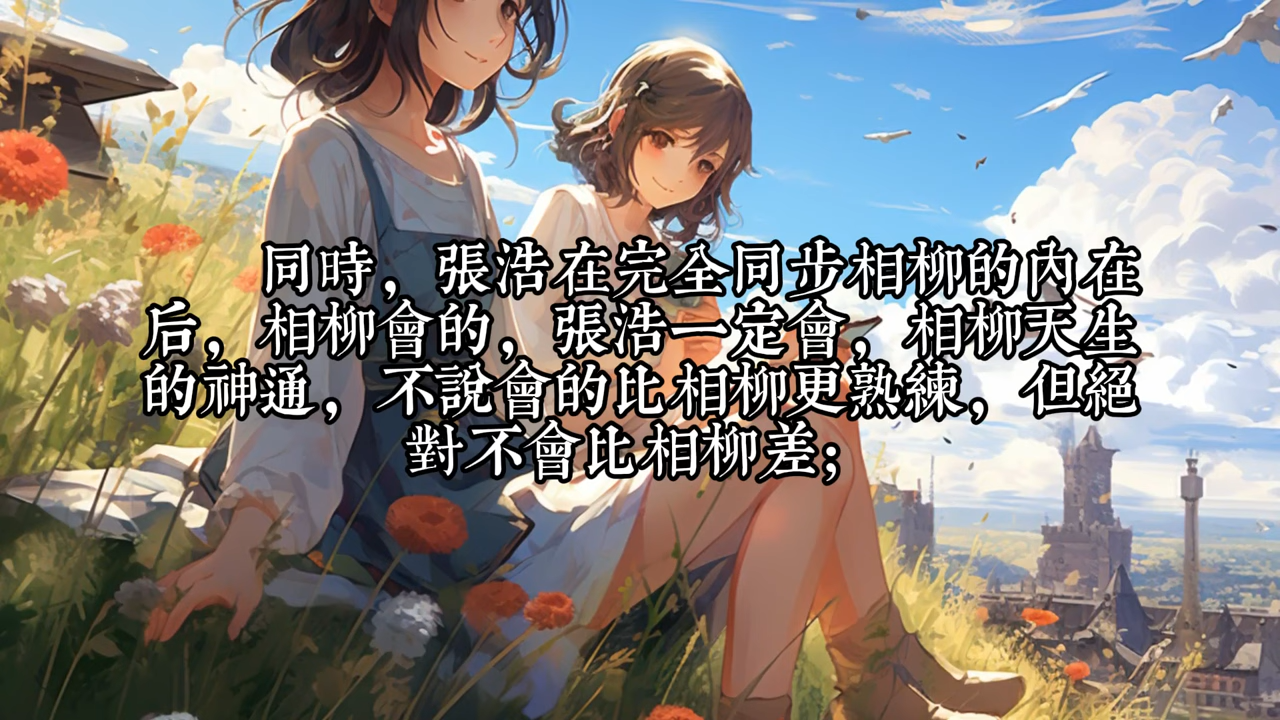 同時，張浩在完全同步相柳的內在
后，相柳會的，張浩一定會，相柳天生
的神通，不說會的比相柳更熟練，但絕
對不會比相柳差；